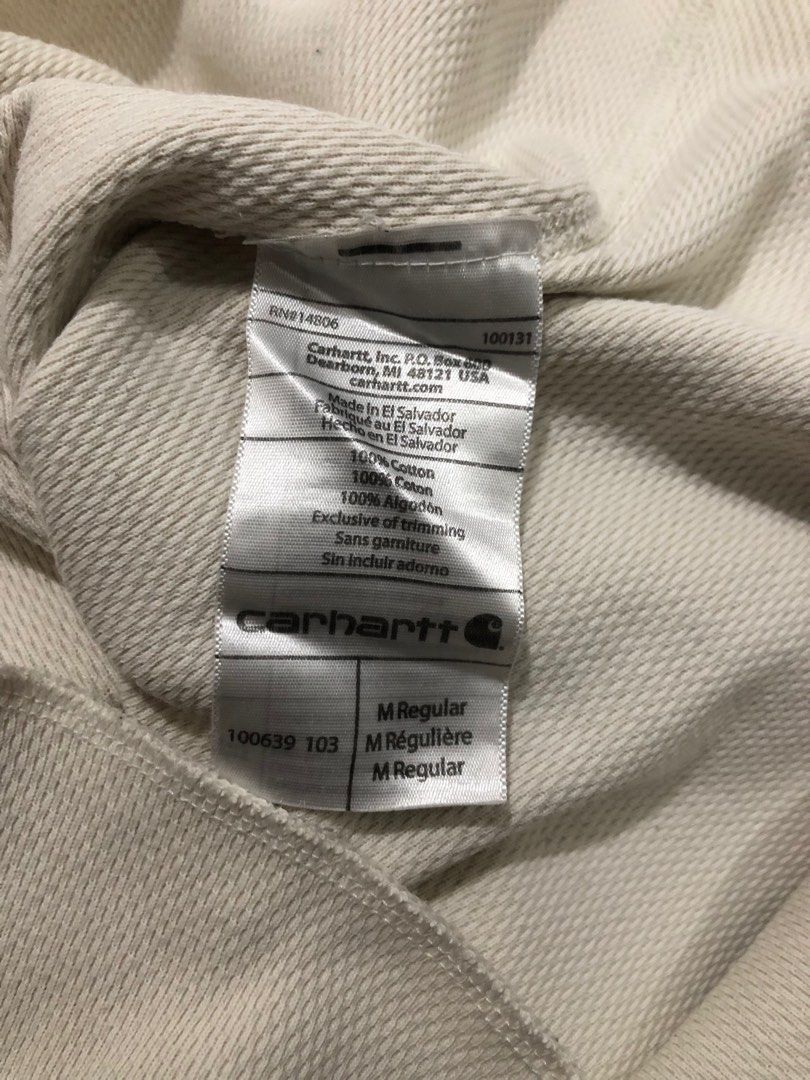 RN#14806 100131
Carhartt, Inc. P.O. Box 600
Dearborn, MI 48121 USA
carhartt.com
Made in El Salvador
Fabriqué au El Salvador
Hecho en El Salvador
100% Cotton
100% Coton
100% Algodón
Exclusive of trimming
Sans garniture
Sin incluir adorno
carhartt
100639 103
M Regular
M Régulière
M Regular